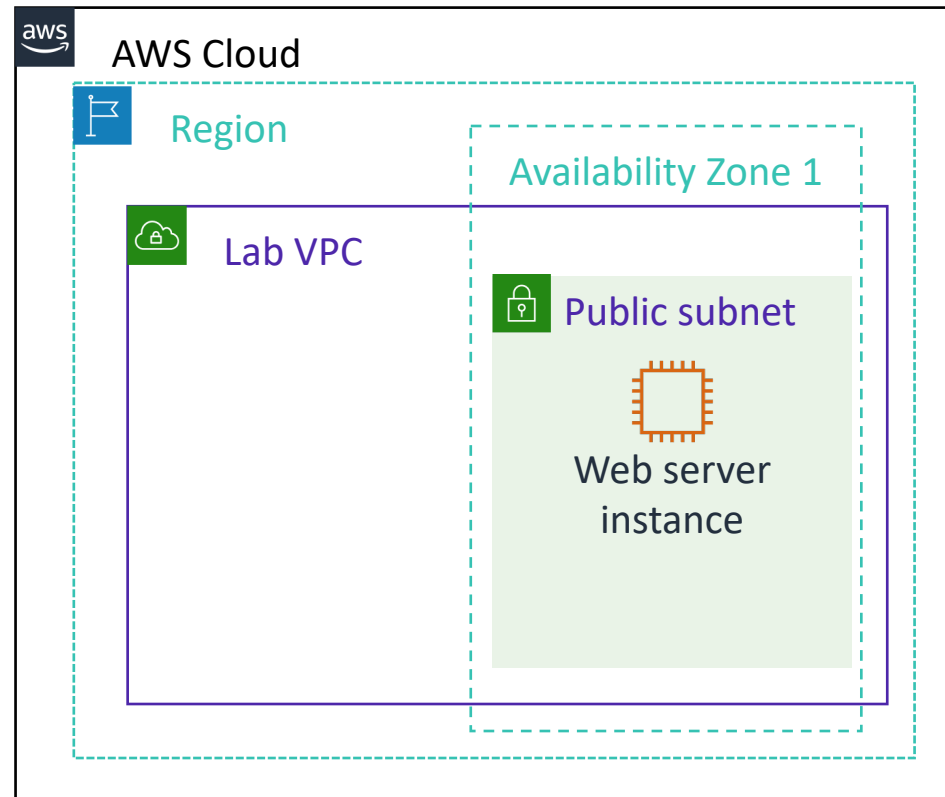 aws
AWS Cloud
Region
Availability Zone 1
Lab VPC
Public subnet
Web server
instance